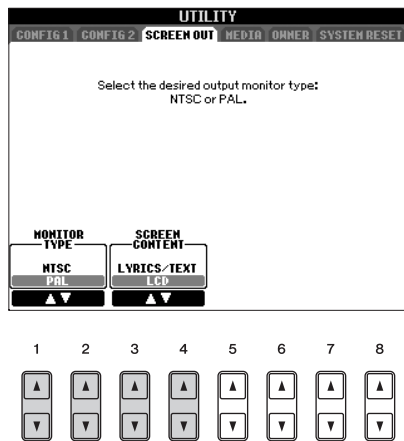 UTILITY
CONFIG 1 CONFIG 2 SCREEN OUT MEDIA OWNER SYSTEM RESET
Select the desired output monitor type:
NTSC or PAL.
MONITOR TYPE SCREEN CONTENT
NTSC LYRICS/TEXT
PAL LCD
1 2 3 4 5 6 7 8